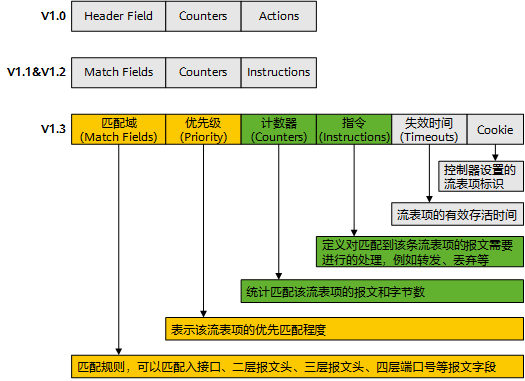 V1.0 Header Field Counters Actions
V1.1&V1.2 Match Fields Counters Instructions
V1.3 匹配域 优先级 计数器 指令 失效时间 Cookie
(Match Fields) (Priority) (Counters) (Instructions) (Timeouts)
控制器设置的
流表项标识
流表项的有效存活时间
定义对匹配到该条流表项的报文需要
进行的处理，例如转发、丢弃等
统计匹配该流表项的报文和字节数
表示该流表项的优先匹配程度
匹配规则，可以匹配入接口、二层报文头、三层报文头、四层端口号等报文字段